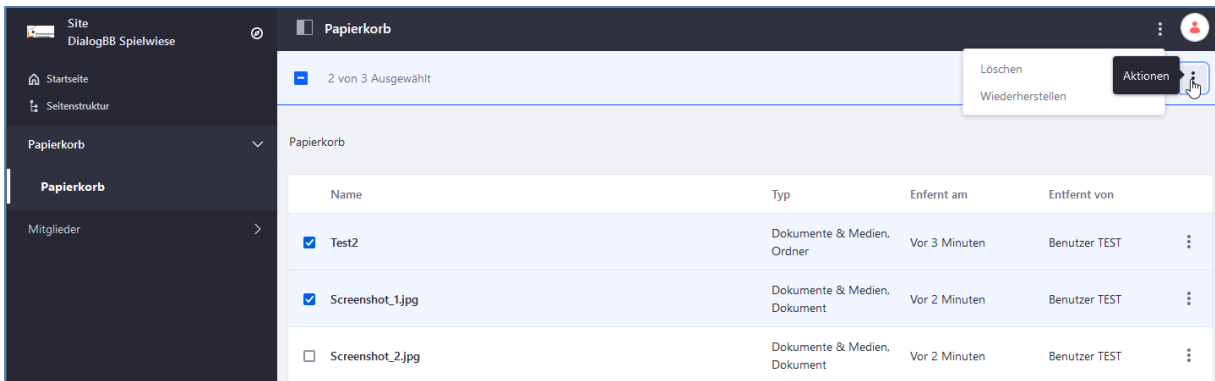 Site
DialogBB Spielwiese
Startseite
Seitenstruktur
Papierkorb
Papierkorb
Mitglieder
Papierkorb
2 von 3 Ausgewählt
Löschen
Wiederherstellen
Aktionen
Papierkorb
Name Typ Enfernt am Entfernt von
Test2 Dokumente & Medien, Vor 3 Minuten Benutzer TEST
Ordner
Screenshot_1.jpg Dokumente & Medien, Vor 2 Minuten Benutzer TEST
Dokument
Screenshot_2.jpg Dokumente & Medien, Vor 2 Minuten Benutzer TEST
Dokument